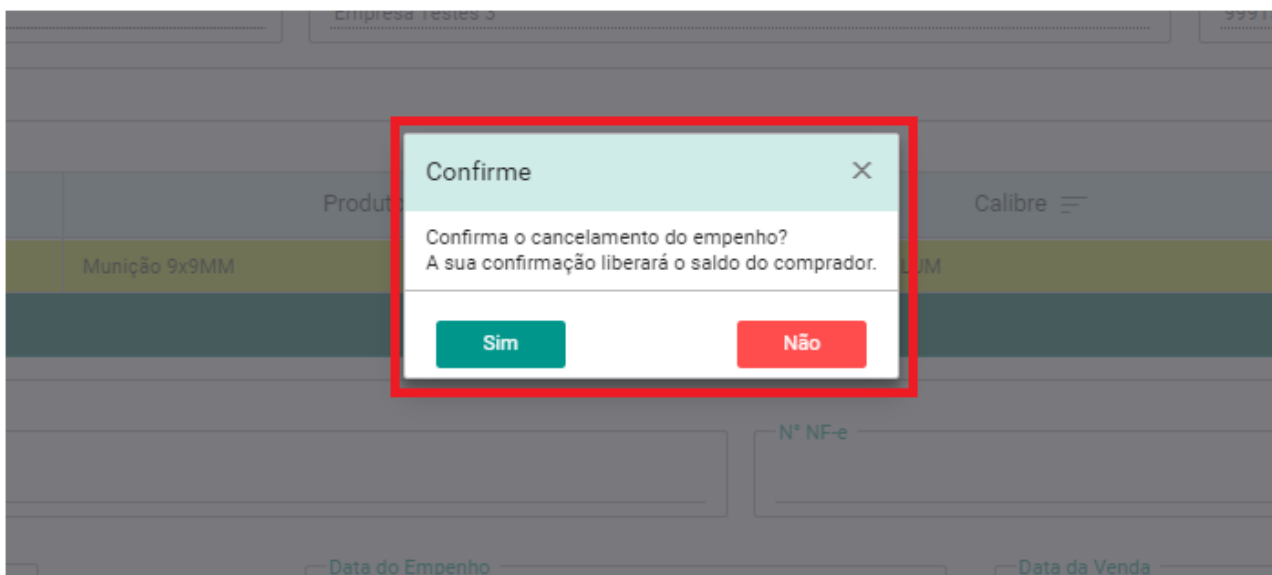 Empresa Testes 3
Confirme
Calibre
Munição 9x9MM
Confirma o cancelamento do empenho?
A sua confirmação liberará o saldo do comprador.
Sim
Não
N° NF-e
Data do Empenho
Data da Venda